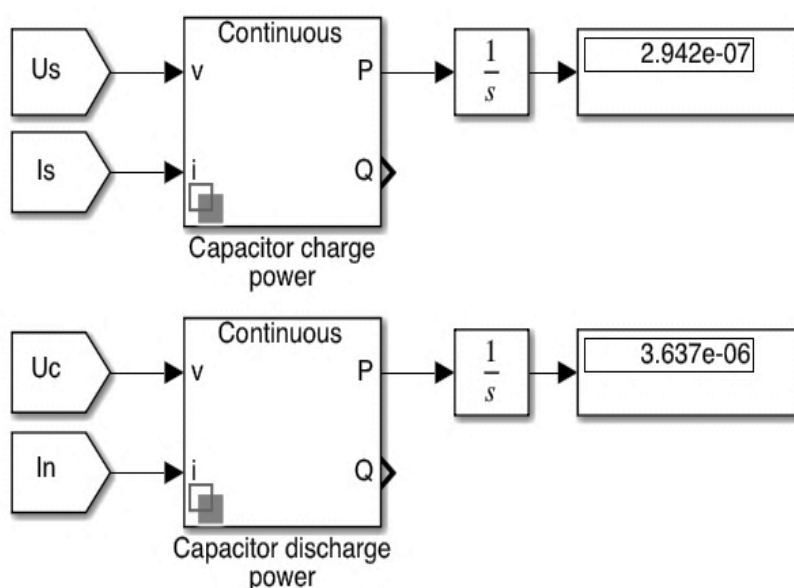 Us
Is
Continuous
v
P
i
Q
Capacitor charge
power
1
s
2.942e-07
Uc
In
Continuous
v
P
i
Q
Capacitor discharge
power
1
s
3.637e-06